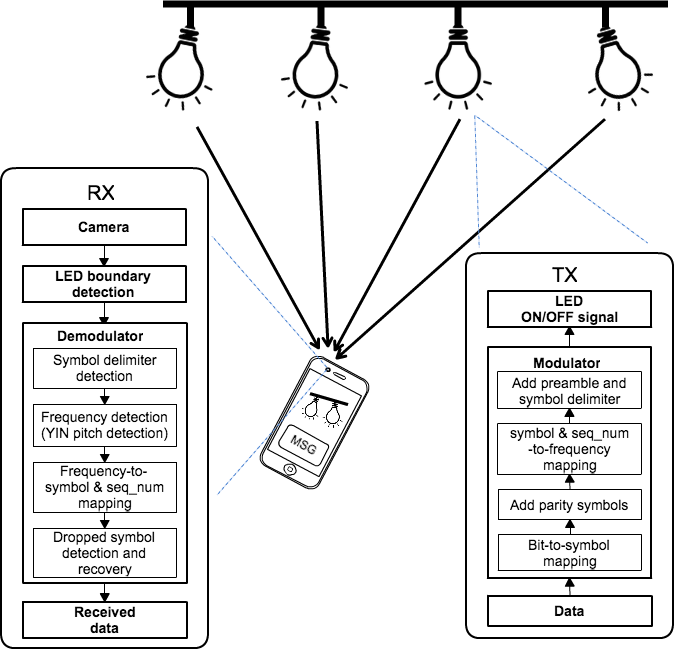 RX
Camera
LED boundary
detection
Demodulator
Symbol delimiter
detection
Frequency detection
(YIN pitch detection)
Frequency-to-
symbol & seq_num
mapping
Dropped symbol
detection and
recovery
Received
data
MSG
TX
LED
ON/OFF signal
Modulator
Add preamble and
symbol delimiter
symbol & seq_num
-to-frequency
mapping
Add parity symbols
Bit-to-symbol
mapping
Data